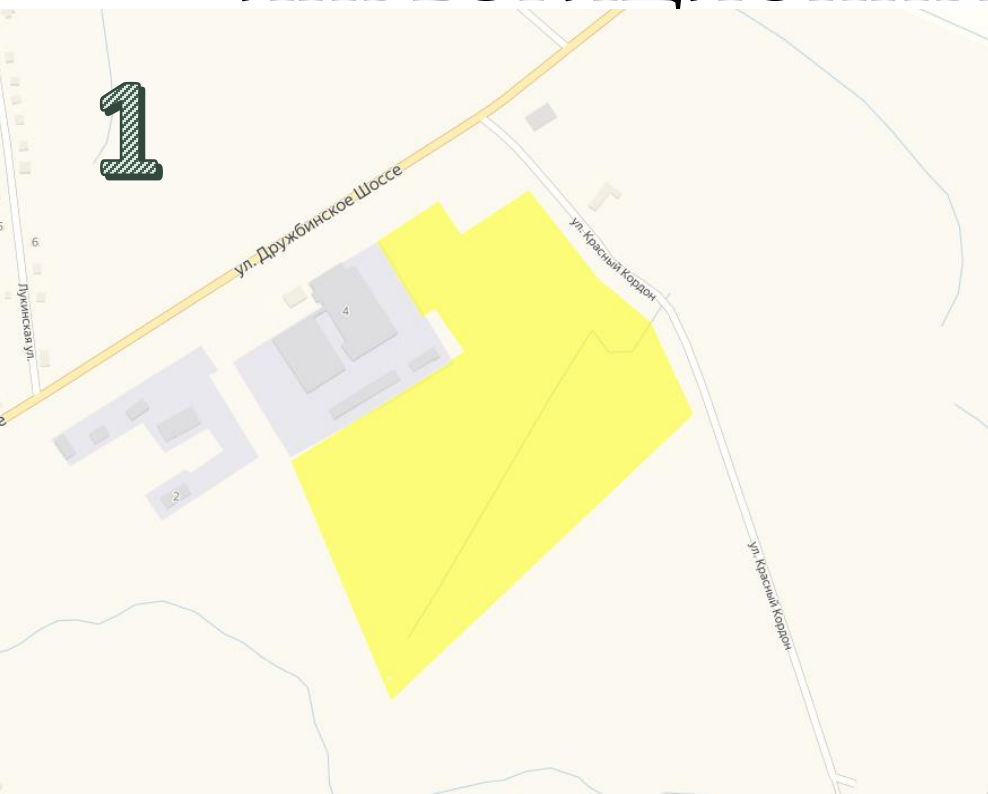 1
ул. Дружбинское Шоссе
ул. Красный Кордон
6
Лукинская ул.
4
2
ул. Красный Кордон